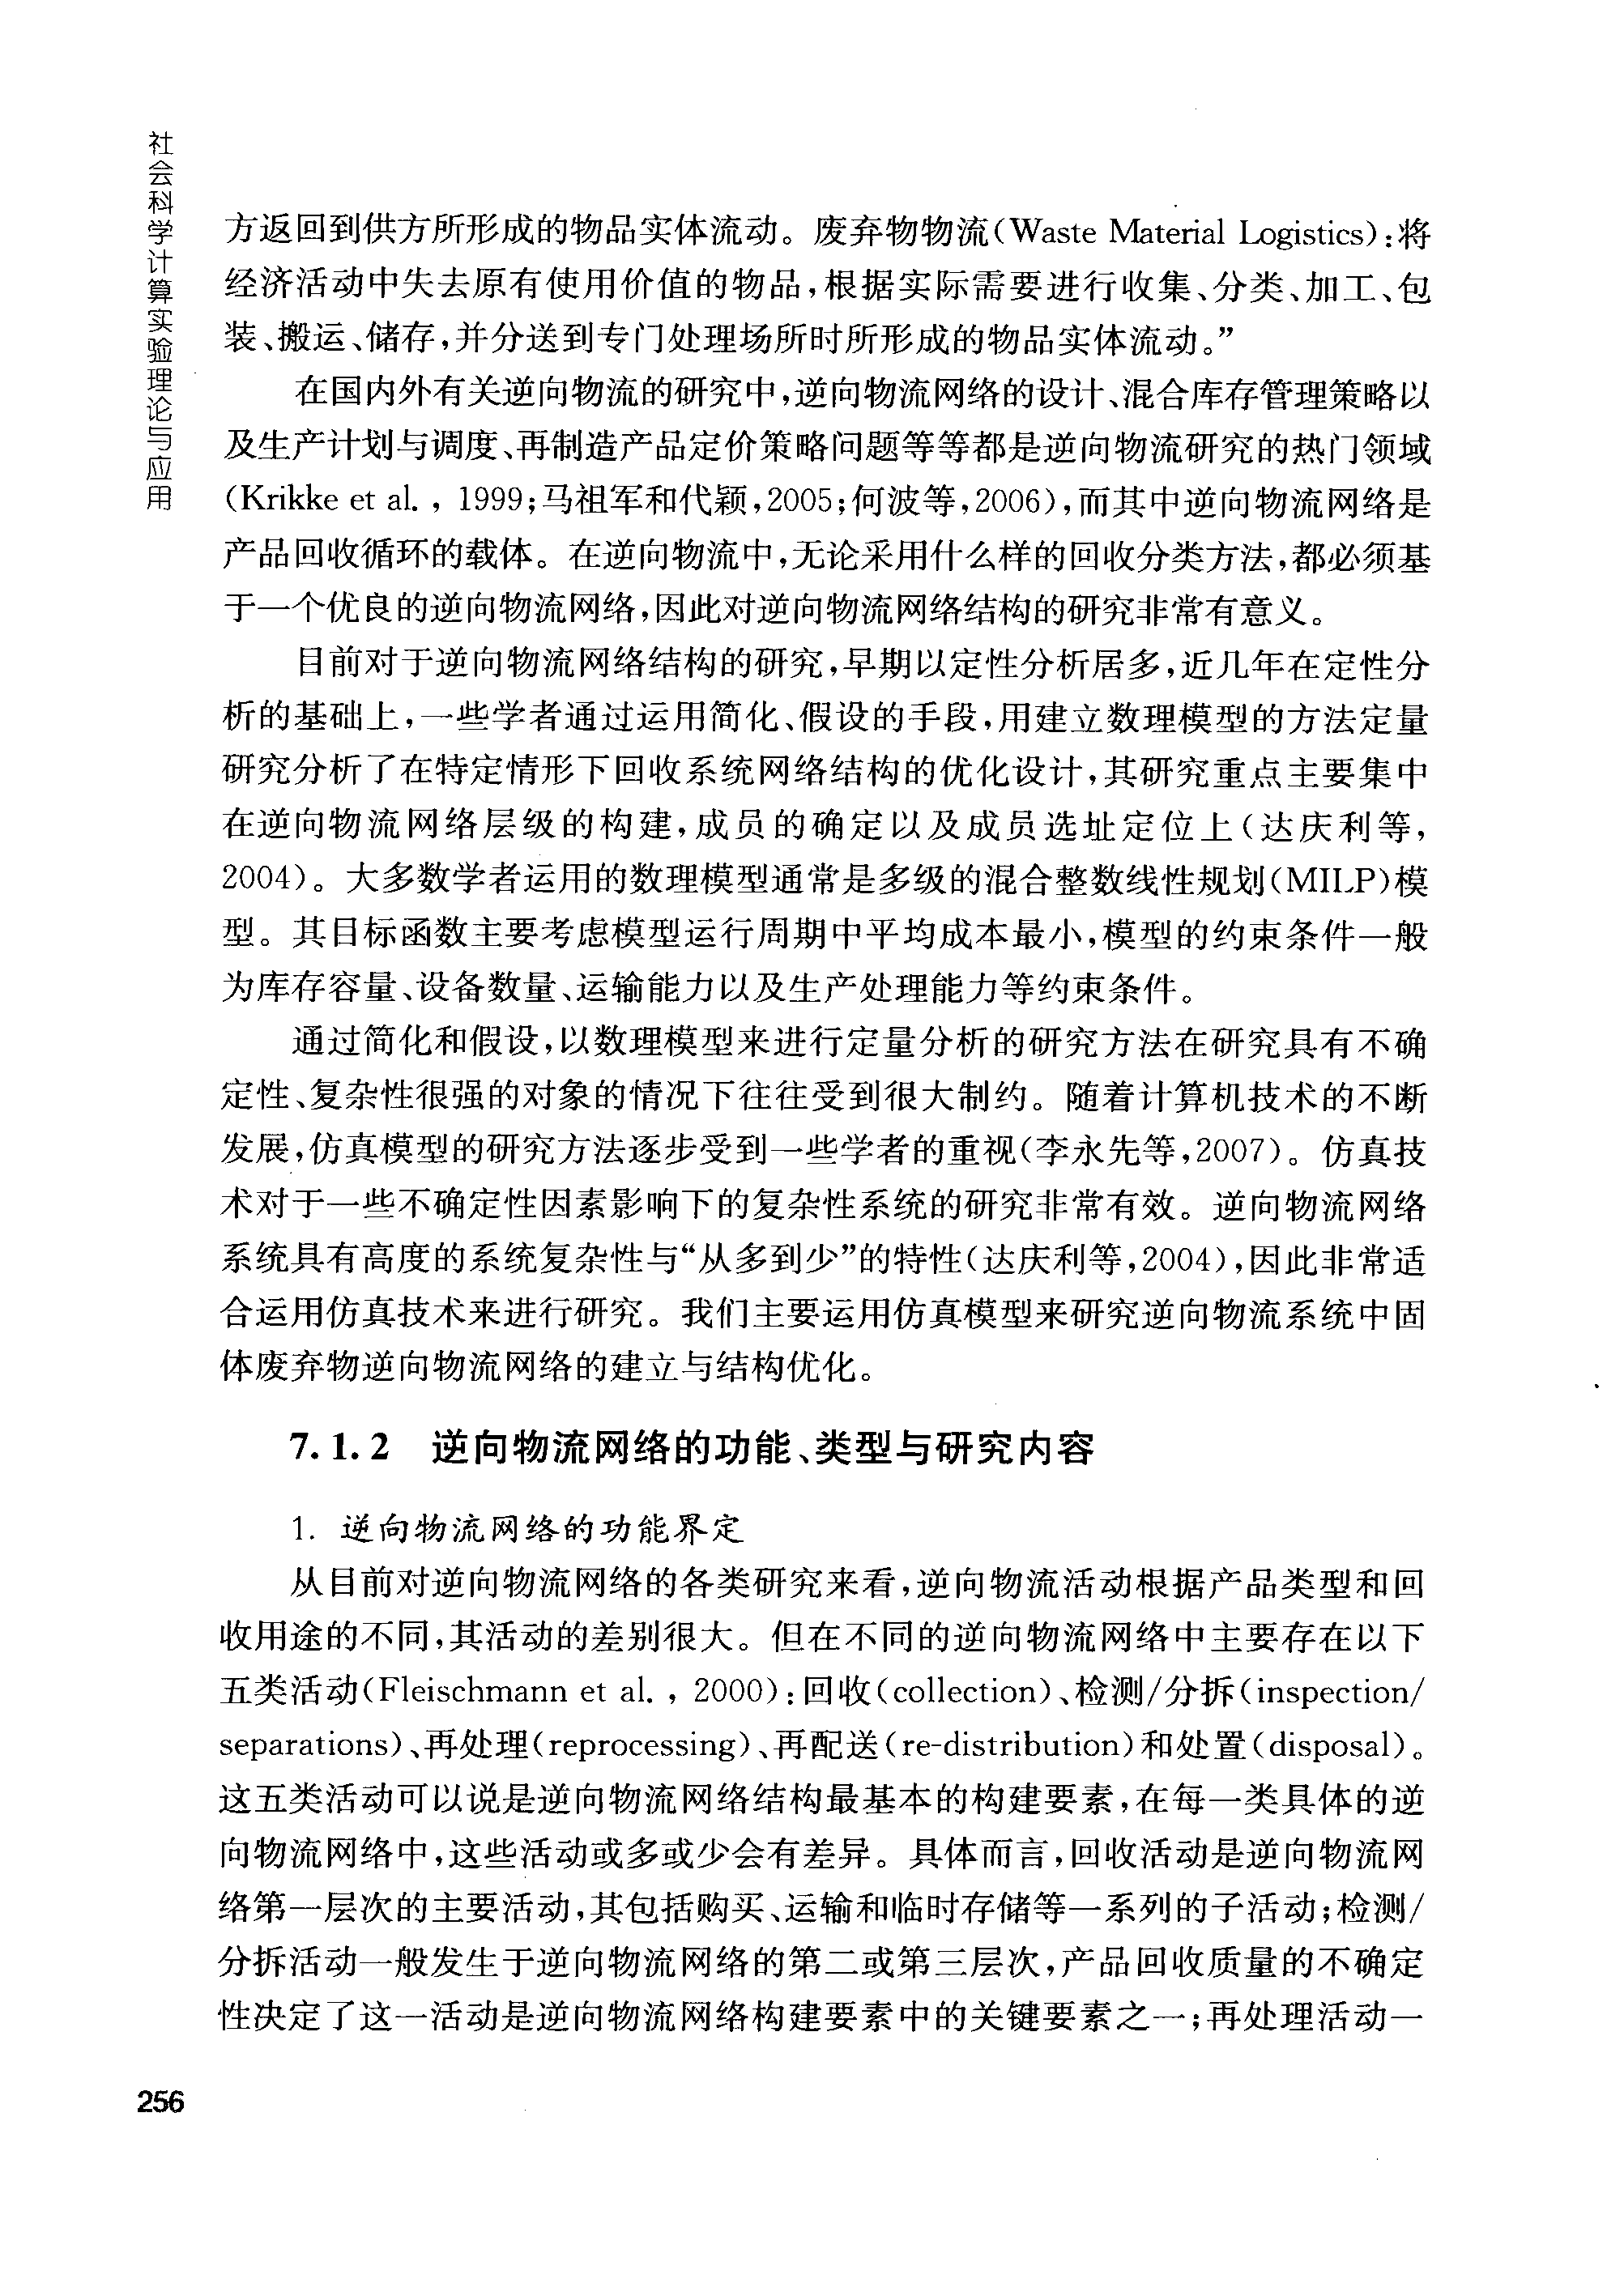 社会科学计算实验理论与应用
方返回到供方所形成的物品实体流动。废弃物物流(Waste Material Logistics):将
经济活动中失去原有使用价值的物品,根据实际需要进行收集、分类、加工、包
装、搬运、储存,并分送到专门处理场所时所形成的物品实体流动。”
在国内外有关逆向物流的研究中,逆向物流网络的设计、混合库存管理策略以
及生产计划与调度、再制造产品定价策略问题等等都是逆向物流研究的热门领域
(Krikke et al. , 1999;马祖军和代颖,2005;何波等,2006),而其中逆向物流网络是
产品回收循环的载体。在逆向物流中,无论采用什么样的回收分类方法,都必须基
于一个优良的逆向物流网络,因此对逆向物流网络结构的研究非常有意义。
目前对于逆向物流网络结构的研究,早期以定性分析居多,近几年在定性分
析的基础上,一些学者通过运用简化、假设的手段,用建立数理模型的方法定量
研究分析了在特定情形下回收系统网络结构的优化设计,其研究重点主要集中
在逆向物流网络层级的构建,成员的确定以及成员选址定位上(达庆利等,
2004)。大多数学者运用的数理模型通常是多级的混合整数线性规划(MILP)模
型。其目标函数主要考虑模型运行周期中平均成本最小,模型的约束条件一般
为库存容量、设备数量、运输能力以及生产处理能力等约束条件。
通过简化和假设,以数理模型来进行定量分析的研究方法在研究具有不确
定性、复杂性很强的对象的情况下往往受到很大制约。随着计算机技术的不断
发展,仿真模型的研究方法逐步受到一些学者的重视(李永先等,2007)。仿真技
术对于一些不确定性因素影响下的复杂性系统的研究非常有效。逆向物流网络
系统具有高度的系统复杂性与“从多到少”的特性(达庆利等,2004),因此非常适
合运用仿真技术来进行研究。我们主要运用仿真模型来研究逆向物流系统中固
体废弃物逆向物流网络的建立与结构优化。
7. 1. 2 逆向物流网络的功能、类型与研究内容
1. 逆向物流网络的功能界定
从目前对逆向物流网络的各类研究来看,逆向物流活动根据产品类型和回
收用途的不同,其活动的差别很大。但在不同的逆向物流网络中主要存在以下
五类活动(Fleischmann et al. , 2000):回收(collection)、检测/分拆(inspection/
separations)、再处理(reprocessing)、再配送(re-distribution)和处置(disposal)。
这五类活动可以说是逆向物流网络结构最基本的构建要素,在每一类具体的逆
向物流网络中,这些活动或多或少会有差异。具体而言,回收活动是逆向物流网
络第一层次的主要活动,其包括购买、运输和临时存储等一系列的子活动;检测/
分拆活动一般发生于逆向物流网络的第二或第三层次,产品回收质量的不确定
性决定了这一活动是逆向物流网络构建要素中的关键要素之一;再处理活动一
256